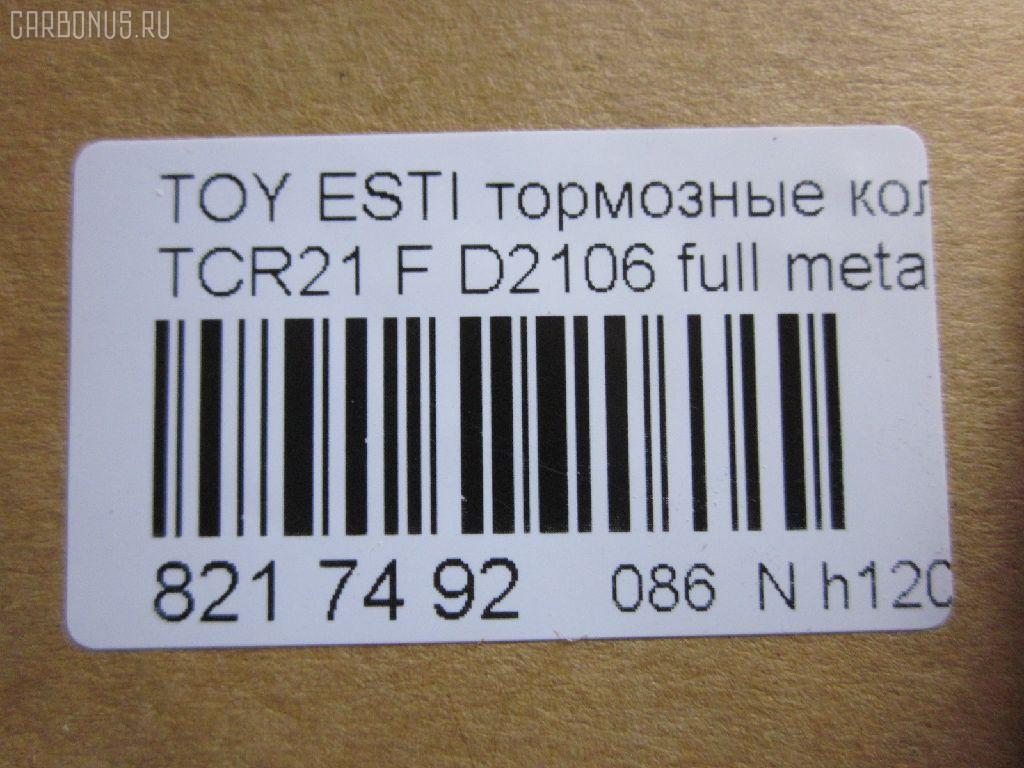 CARBONUS.RU
TOY ESTI тормозные кол
TCR21 F D2106 full meta
821 74 92 086 N h120